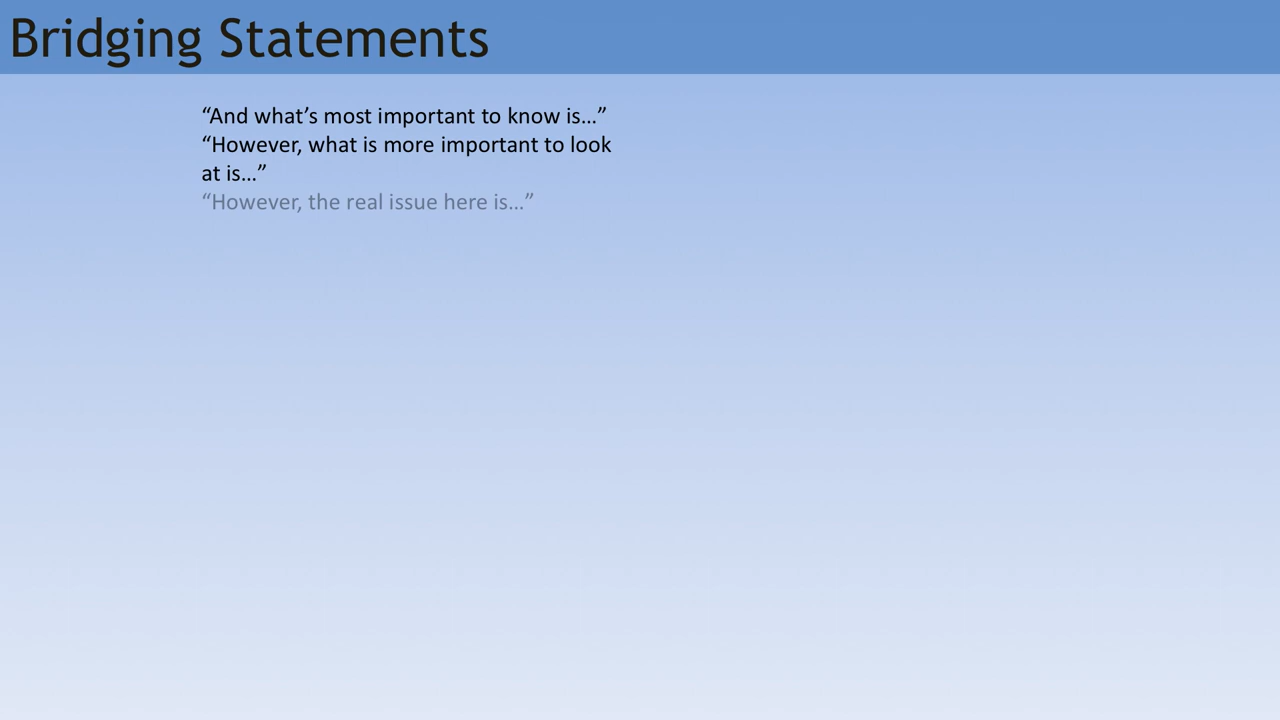 Bridging Statements
“And what’s most important to know is…”
“However, what is more important to look
at is…”
“However, the real issue here is…”